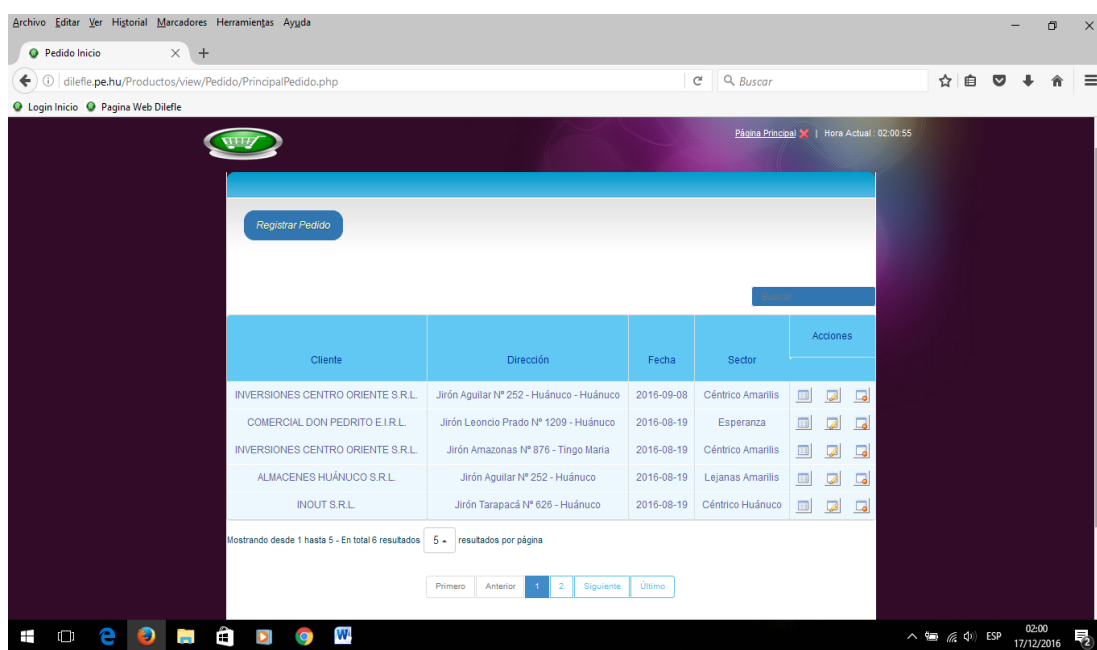 Archivo Editar Ver Historial Marcadores Herramientas Ayuda
Pedido Inicio
dilefle.pe.hu/Productos/view/Pedido/PrincipalPedido.php Buscar
Login Inicio Pagina Web Dilefle
Página Principal | Hora Actual : 02:00:55
Registrar Pedido
Buscar
Cliente Dirección Fecha Sector Acciones
INVERSIONES CENTRO ORIENTE S.R.L. Jirón Aguilar Nº 252 - Huánuco - Huánuco 2016-09-08 Céntrico Amarilis
COMERCIAL DON PEDRITO E.I.R.L. Jirón Leoncio Prado Nº 1209 - Huánuco 2016-08-19 Esperanza
INVERSIONES CENTRO ORIENTE S.R.L. Jirón Amazonas Nº 876 - Tingo Maria 2016-08-19 Céntrico Amarilis
ALMACENES HUÁNUCO S.R.L. Jirón Aguilar Nº 252 - Huánuco 2016-08-19 Lejanas Amarilis
INOUT S.R.L. Jirón Tarapacá Nº 626 - Huánuco 2016-08-19 Céntrico Huánuco
Mostrando desde 1 hasta 5 - En total 6 resultados 5 resultados por página
Primero Anterior 1 2 Siguiente Último
ESP 02:00
17/12/2016
2